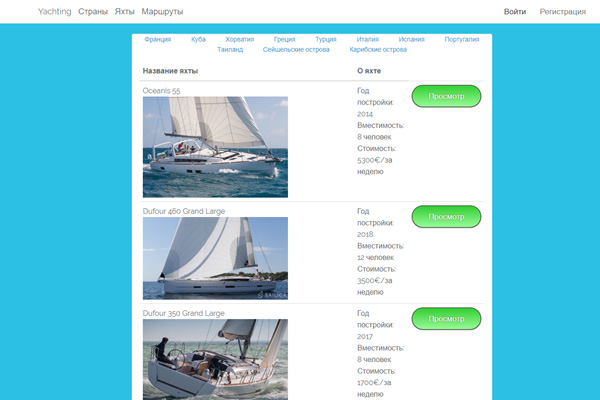 Yachting Страны Яхты Маршруты Войти Регистрация
Франция Куба Хорватия Греция Турция Италия Испания Португалия
Таиланд Сейшельские острова Карибские острова
Название яхты О яхте
Oceanis 55
Год
постройки:
2014
Вместимость:
8 человек
Стоимость:
5300€/за
неделю
Просмотр
Dufour 460 Grand Large
Год
постройки:
2018
Вместимость:
12 человек
Стоимость:
3500€/за
неделю
Просмотр
Dufour 350 Grand Large
Год
постройки:
2017
Вместимость:
8 человек
Стоимость:
1700€/за
неделю
Просмотр